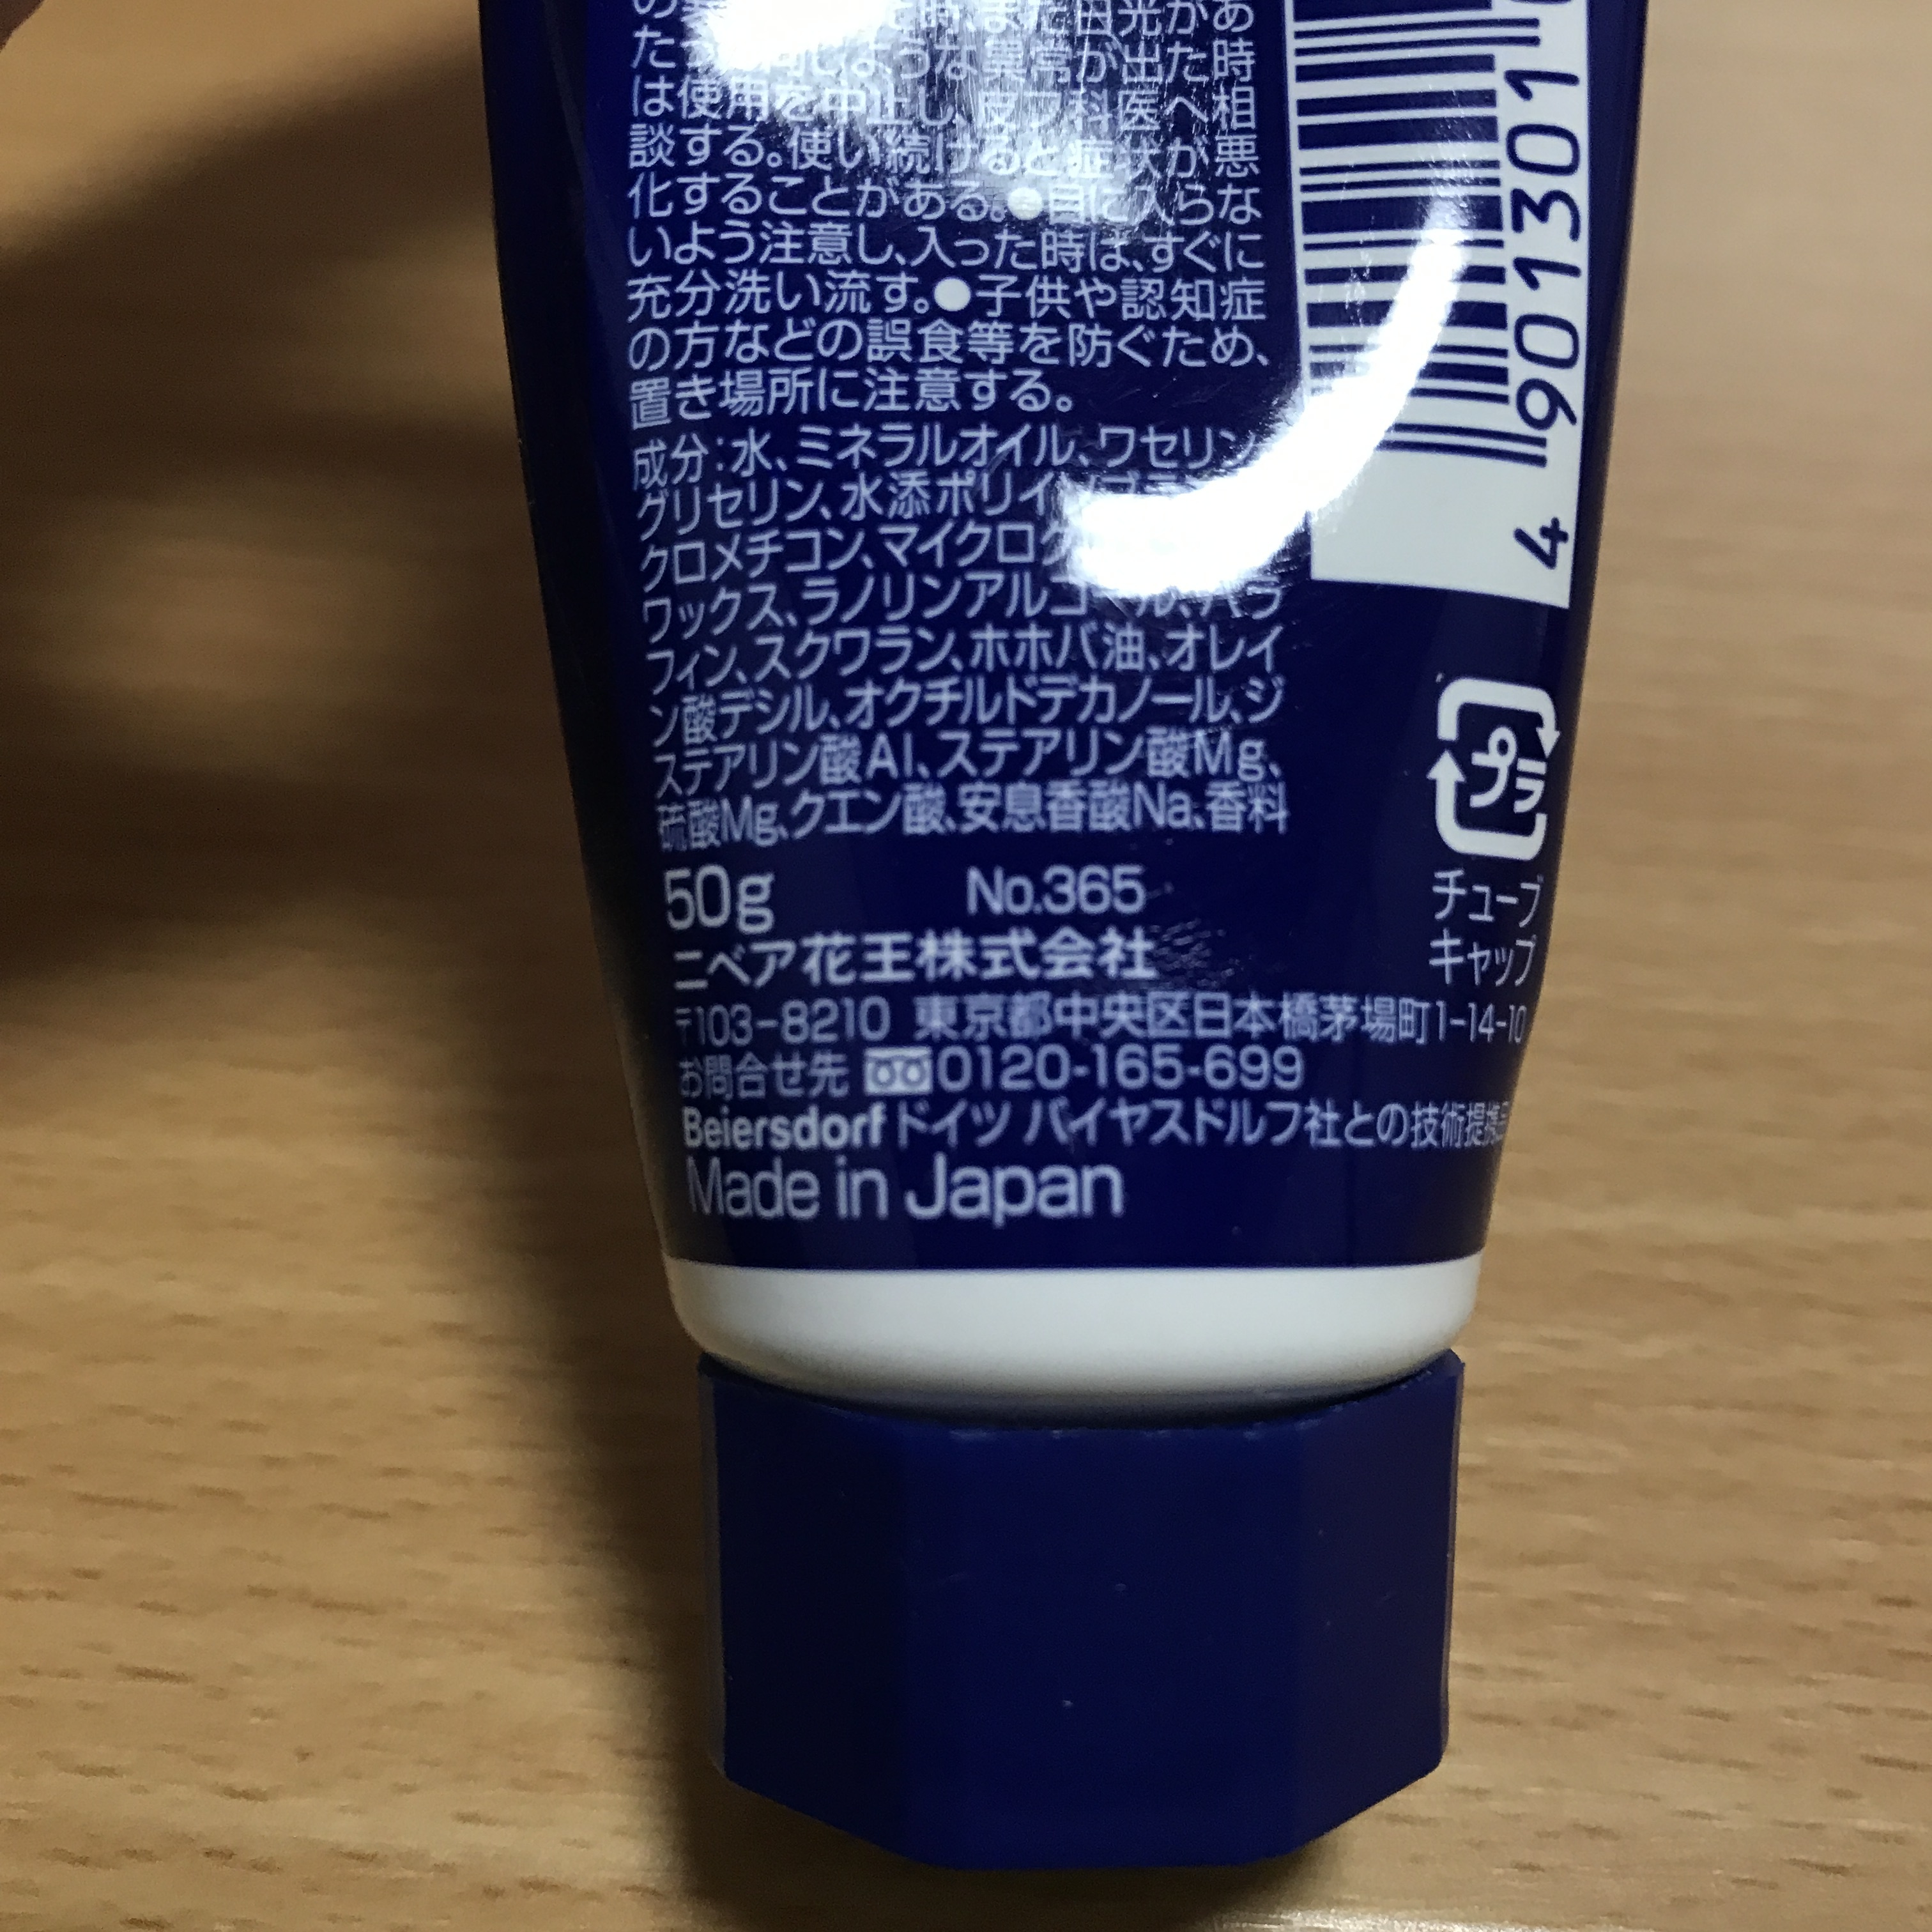 た
は使用を中止し、皮フ科医へ相
談する。使い続けると症状が悪
化することがある。●目に入らな
いよう注意し、入った時は、すぐに
充分洗い流す。●子供や認知症
の方などの誤食等を防ぐため、
置き場所に注意する。
成分：水、ミネラルオイル、ワセリン
グリセリン、水添ポリイ
クロメチコン、マイクロク
ワックス、ラノリンアルコール、パラ
フィン、スクワラン、ホホバ油、オレイ
ン酸デシル、オクチルドデカノール、ジ
ステアリン酸Al、ステアリン酸Mg、
硫酸Mg、クエン酸、安息香酸Na、香料
50g No.365
ニベア花王株式会社
〒103-8210 東京都中央区日本橋茅場町1-14-10
お問合せ先 0120-165-699
Beiersdorf ドイツ バイヤスドルフ社との技術提携品
Made in Japan
4 901301
プラ
チューブ
キャップ